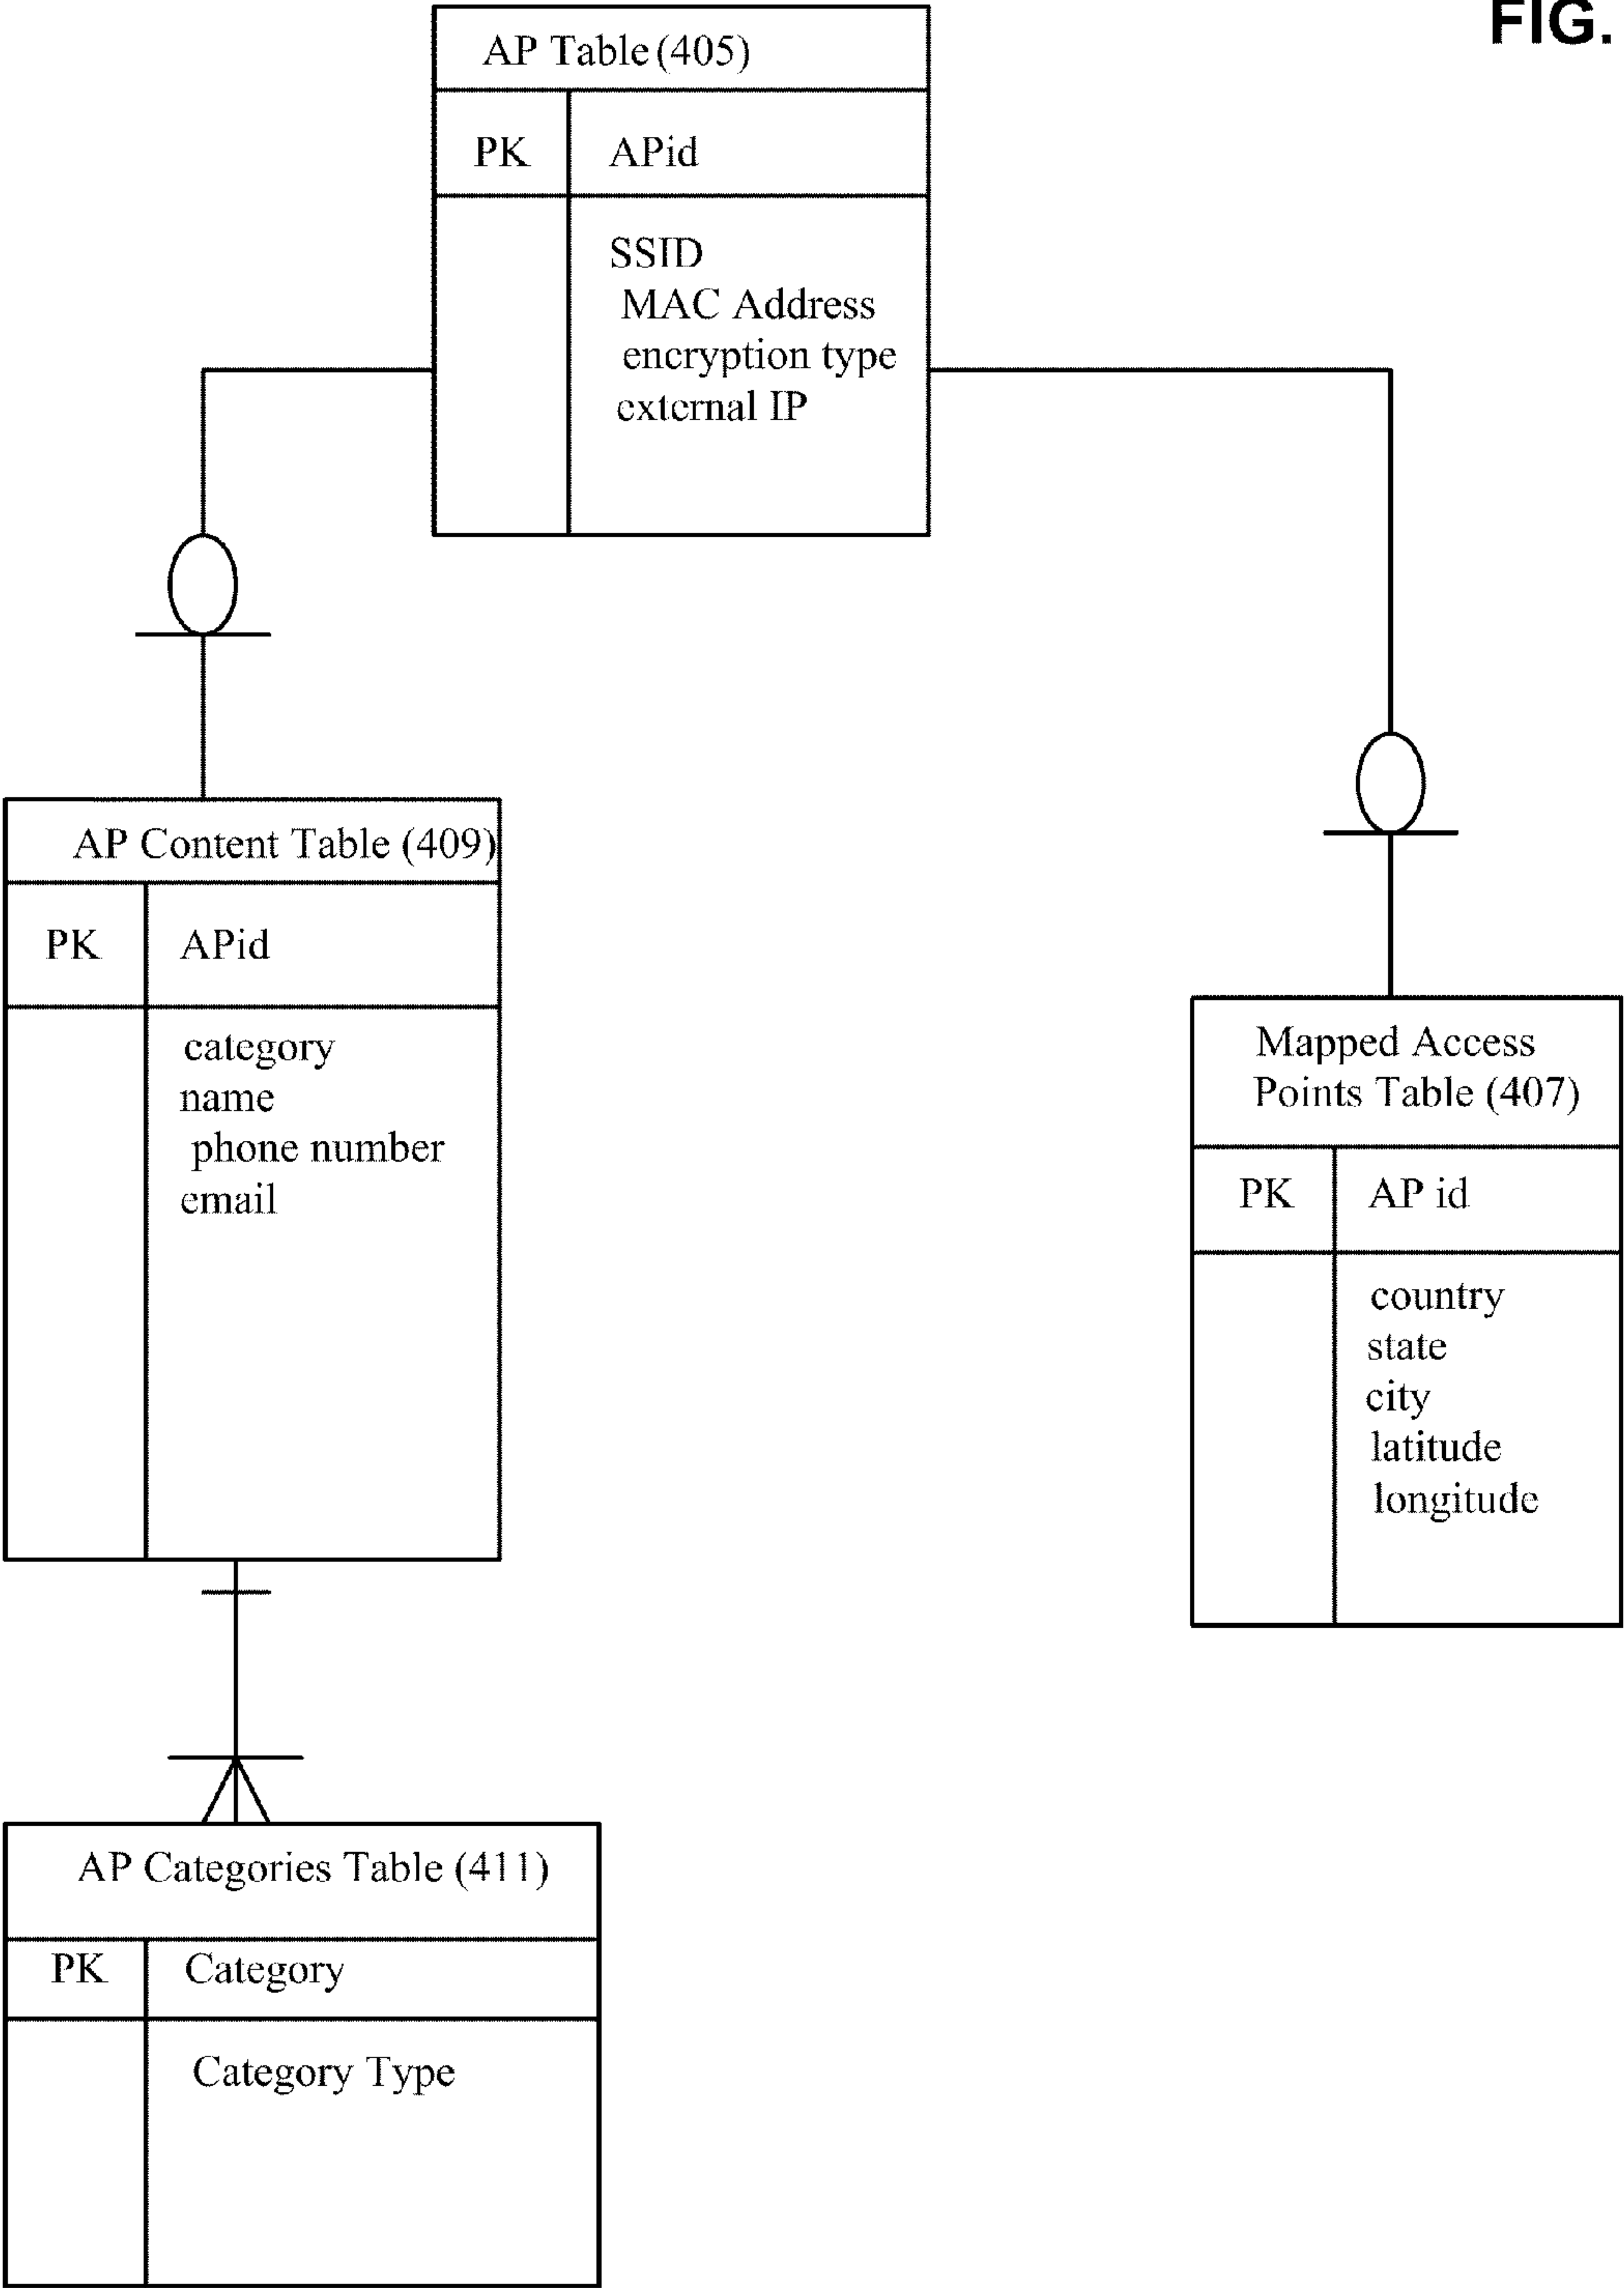 FIG.
AP Table (405)
PK APid
SSID
MAC Address
encryption type
external IP
AP Content Table (409)
PK APid
category
name
phone number
email
Mapped Access
Points Table (407)
PK AP id
country
state
city
latitude
longitude
AP Categories Table (411)
PK Category
Category Type